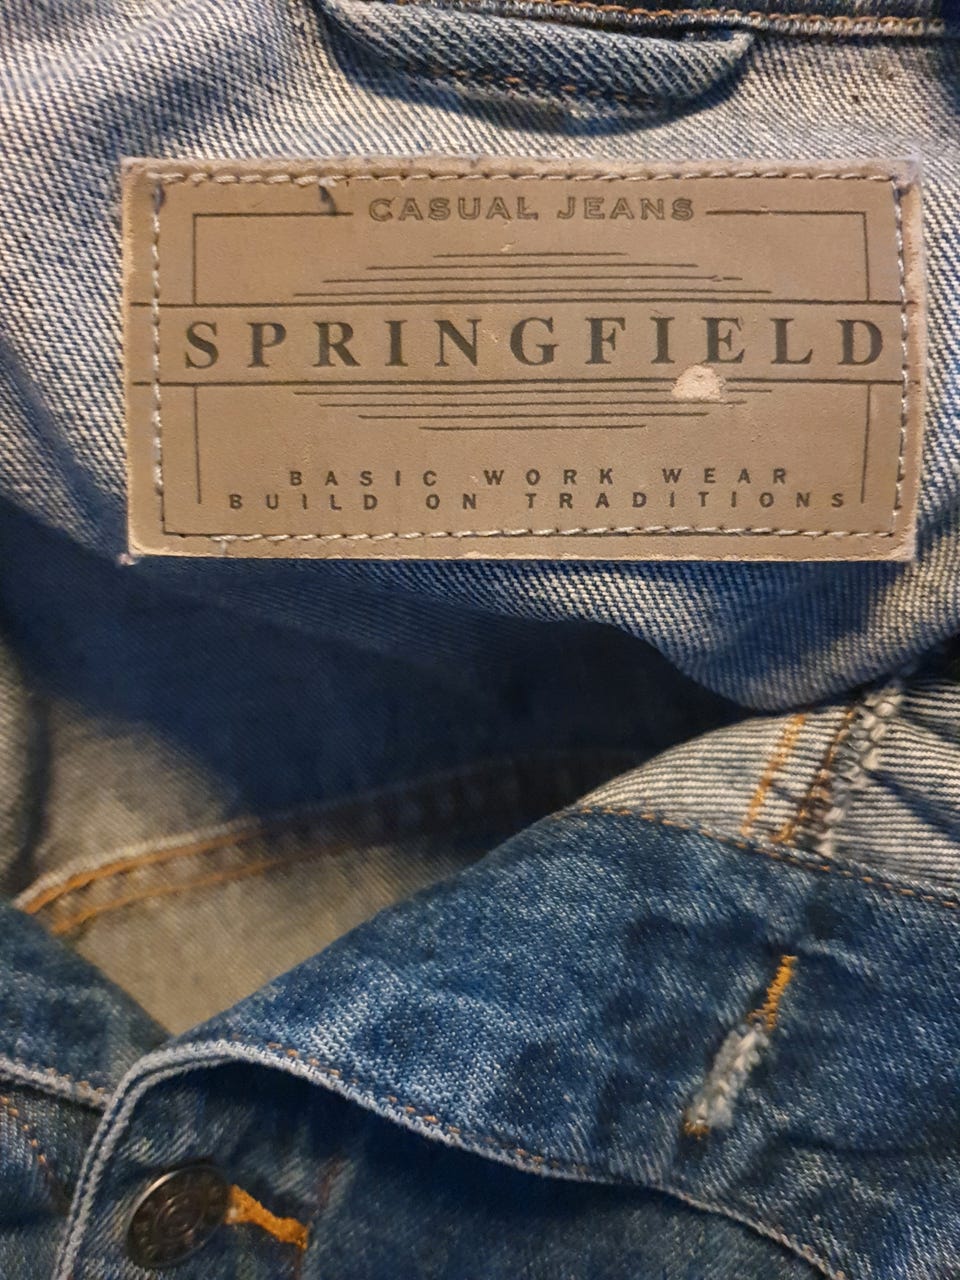 CASUAL JEANS
SPRINGFIELD
BASIC WORK WEAR
BUILD ON TRADITIONS